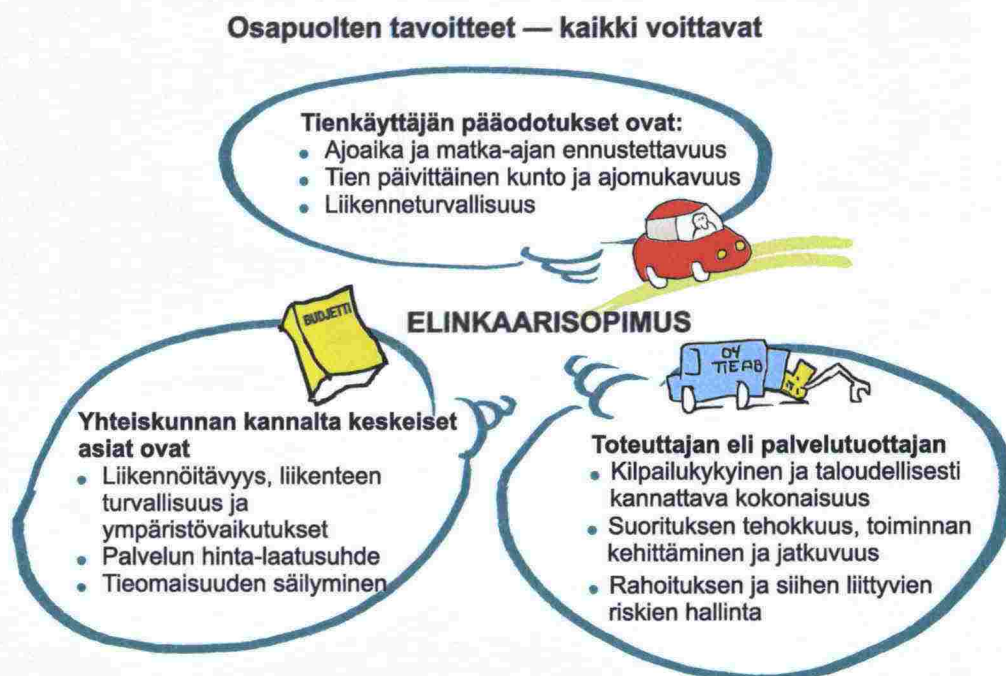 Osapuolten tavoitteet — kaikki voittavat
Tienkäyttäjän pääodotukset ovat:
• Ajoaika ja matka-ajan ennustettavuus
• Tien päivittäinen kunto ja ajomukavuus
• Liikenneturvallisuus
BUDJETTI
ELINKAARISOPIMUS
OY
TIEAB
Yhteiskunnan kannalta keskeiset
asiat ovat
• Liikennöitävyys, liikenteen
turvallisuus ja
ympäristövaikutukset
• Palvelun hinta-laatusuhde
• Tieomaisuuden säilyminen
Toteuttajan eli palvelutuottajan
• Kilpailukykyinen ja taloudellisesti
kannattava kokonaisuus
• Suorituksen tehokkuus, toiminnan
kehittäminen ja jatkuvuus
• Rahoituksen ja siihen liittyvien
riskien hallinta